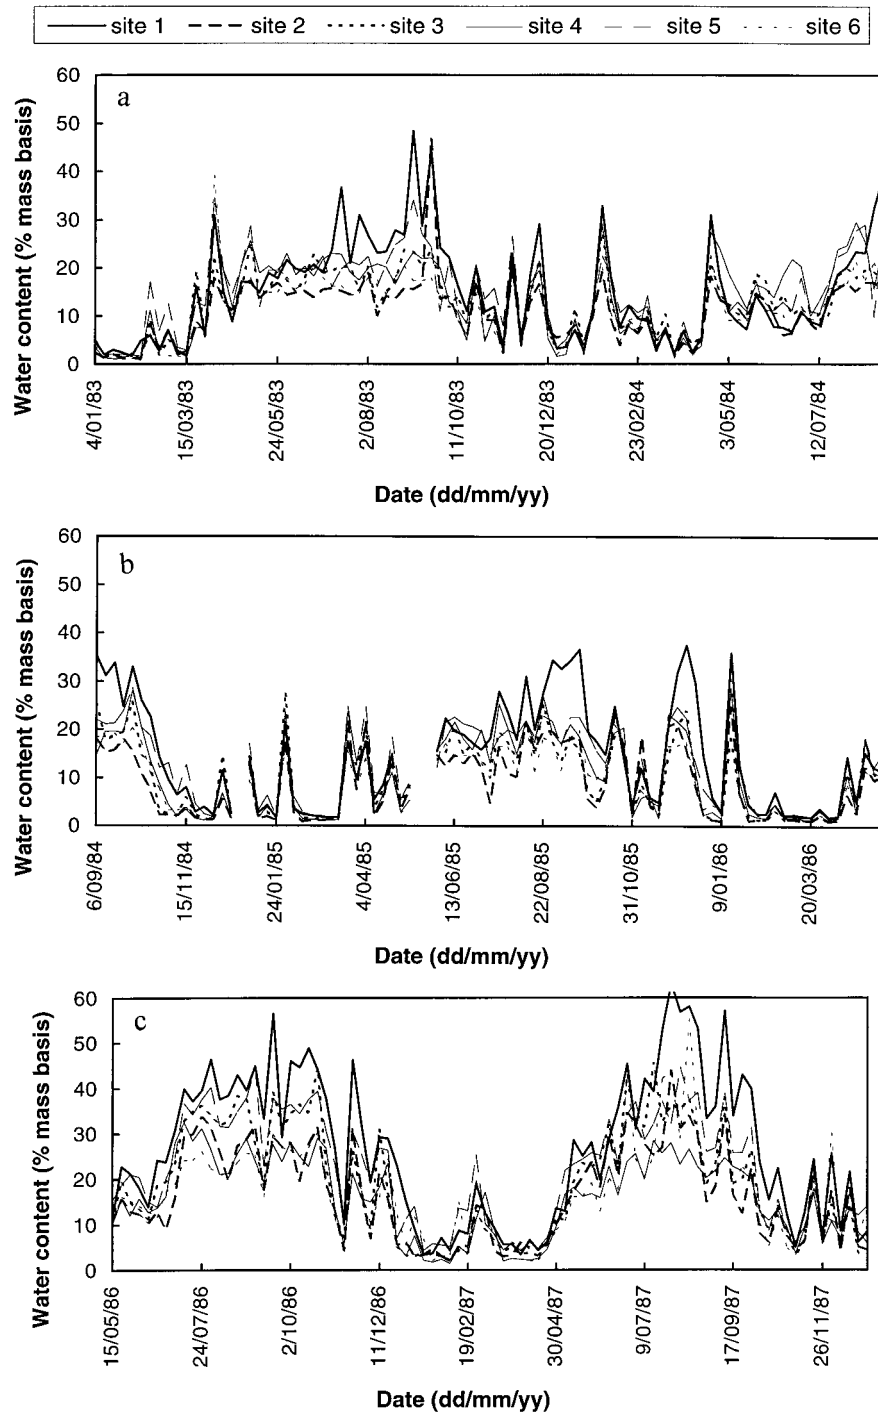 site 1 site 2 site 3 site 4 site 5 site 6
a
Water content (% mass basis)
60
50
40
30
20
10
0
4/01/83 15/03/83 24/05/83 2/08/83 11/10/83 20/12/83 23/02/84 3/05/84 12/07/84
Date (dd/mm/yy)
b
Water content (% mass basis)
60
50
40
30
20
10
0
6/09/84 15/11/84 24/01/85 4/04/85 13/06/85 22/08/85 31/10/85 9/01/86 20/03/86
Date (dd/mm/yy)
c
Water content (% mass basis)
60
50
40
30
20
10
0
15/05/86 24/07/86 2/10/86 11/12/86 19/02/87 30/04/87 9/07/87 17/09/87 26/11/87
Date (dd/mm/yy)